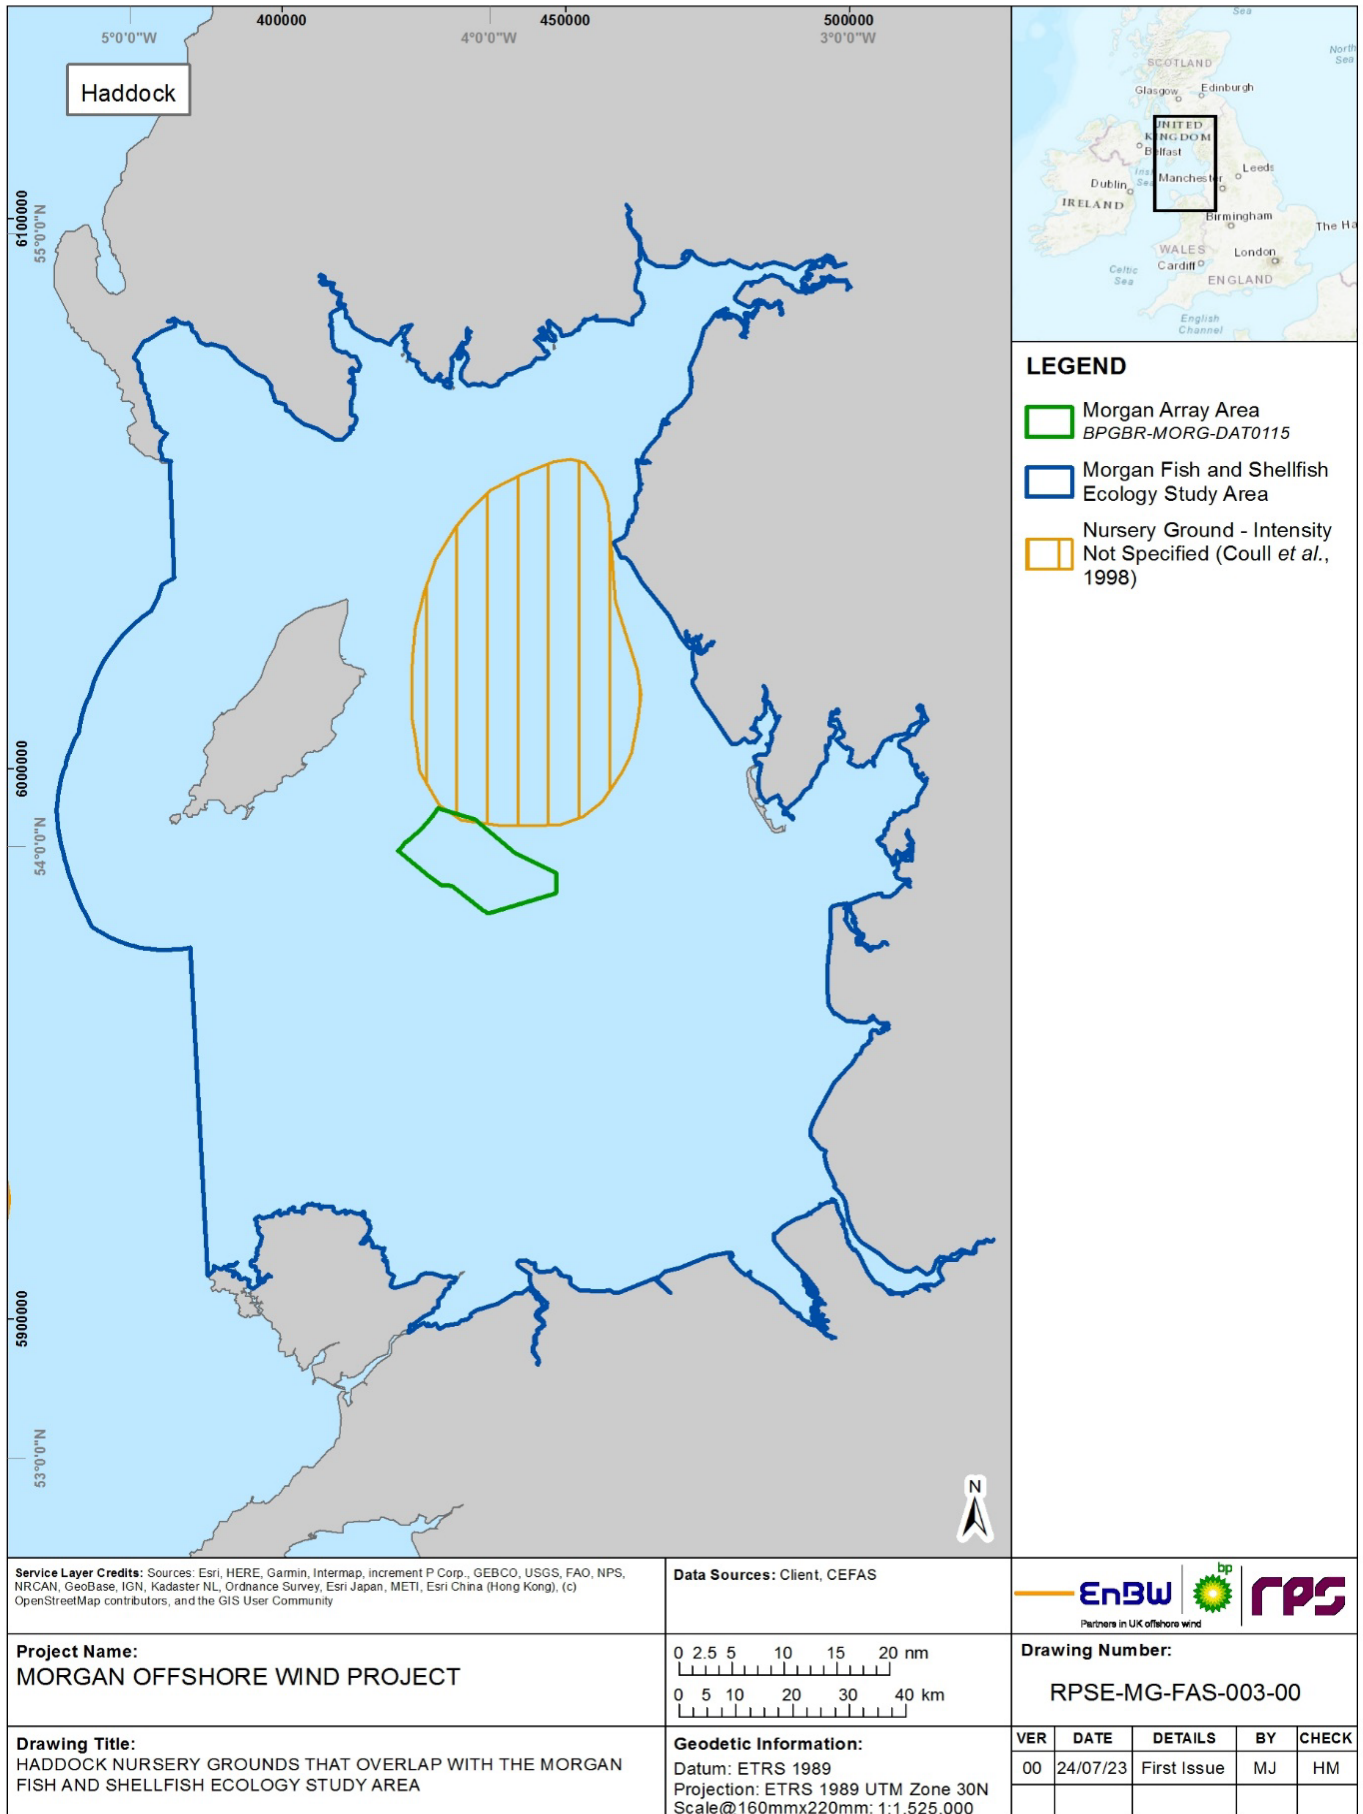 400000
450000
500000
5°0'0"W
4°0'0"W
3°0'0"W
Haddock
6100000
55°0'0"N
6000000
54°0'0"N
5900000
53°0'0"N
N
Sea
North
Sea
SCOTLAND
Glasgow
Edinburgh
UNITED
KINGDOM
Belfast
Irish
Sea
Leeds
Manchester
Dublin
IRELAND
Birmingham
The Ha
WALES
London
Cardiff
Celtic
Sea
ENGLAND
English
Channel
LEGEND
Morgan Array Area
BPGBR-MORG-DAT0115
Morgan Fish and Shellfish
Ecology Study Area
Nursery Ground - Intensity
Not Specified (Coull et al.,
1998)
Service Layer Credits: Sources: Esri, HERE, Garmin, Intermap, increment P Corp., GEBCO, USGS, FAO, NPS,
NRCAN, GeoBase, IGN, Kadaster NL, Ordnance Survey, Esri Japan, METI, Esri China (Hong Kong), (c)
OpenStreetMap contributors, and the GIS User Community
Data Sources: Client, CEFAS
EnBW
bp
rps
Partners in UK offshore wind
Project Name:
MORGAN OFFSHORE WIND PROJECT
0 2.5 5 10 15 20 nm
0 5 10 20 30 40 km
Drawing Number:
RPSE-MG-FAS-003-00
Drawing Title:
HADDOCK NURSERY GROUNDS THAT OVERLAP WITH THE MORGAN
FISH AND SHELLFISH ECOLOGY STUDY AREA
Geodetic Information:
Datum: ETRS 1989
Projection: ETRS 1989 UTM Zone 30N
Scale@160mmx220mm: 1:1,525,000
VER DATE DETAILS BY CHECK
00 24/07/23 First Issue MJ HM